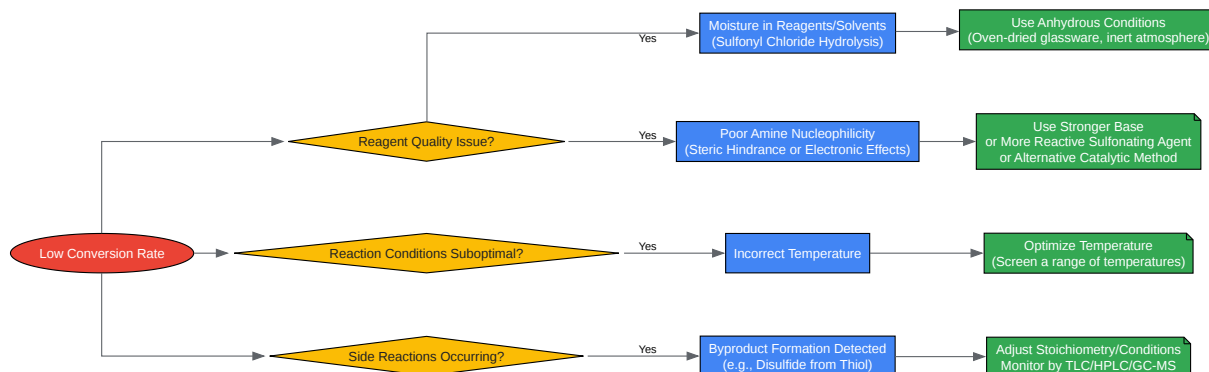 Moisture in Reagents/Solvents
(Sulfonyl Chloride Hydrolysis)
Use Anhydrous Conditions
(Oven-dried glassware, inert atmosphere)
Yes
Reagent Quality Issue?
Yes
Poor Amine Nucleophilicity
(Steric Hindrance or Electronic Effects)
Use Stronger Base
or More Reactive Sulfonating Agent
or Alternative Catalytic Method
Low Conversion Rate
Reaction Conditions Suboptimal?
Yes
Incorrect Temperature
Optimize Temperature
(Screen a range of temperatures)
Side Reactions Occurring?
Yes
Byproduct Formation Detected
(e.g., Disulfide from Thiol)
Adjust Stoichiometry/Conditions
Monitor by TLC/HPLC/GC-MS